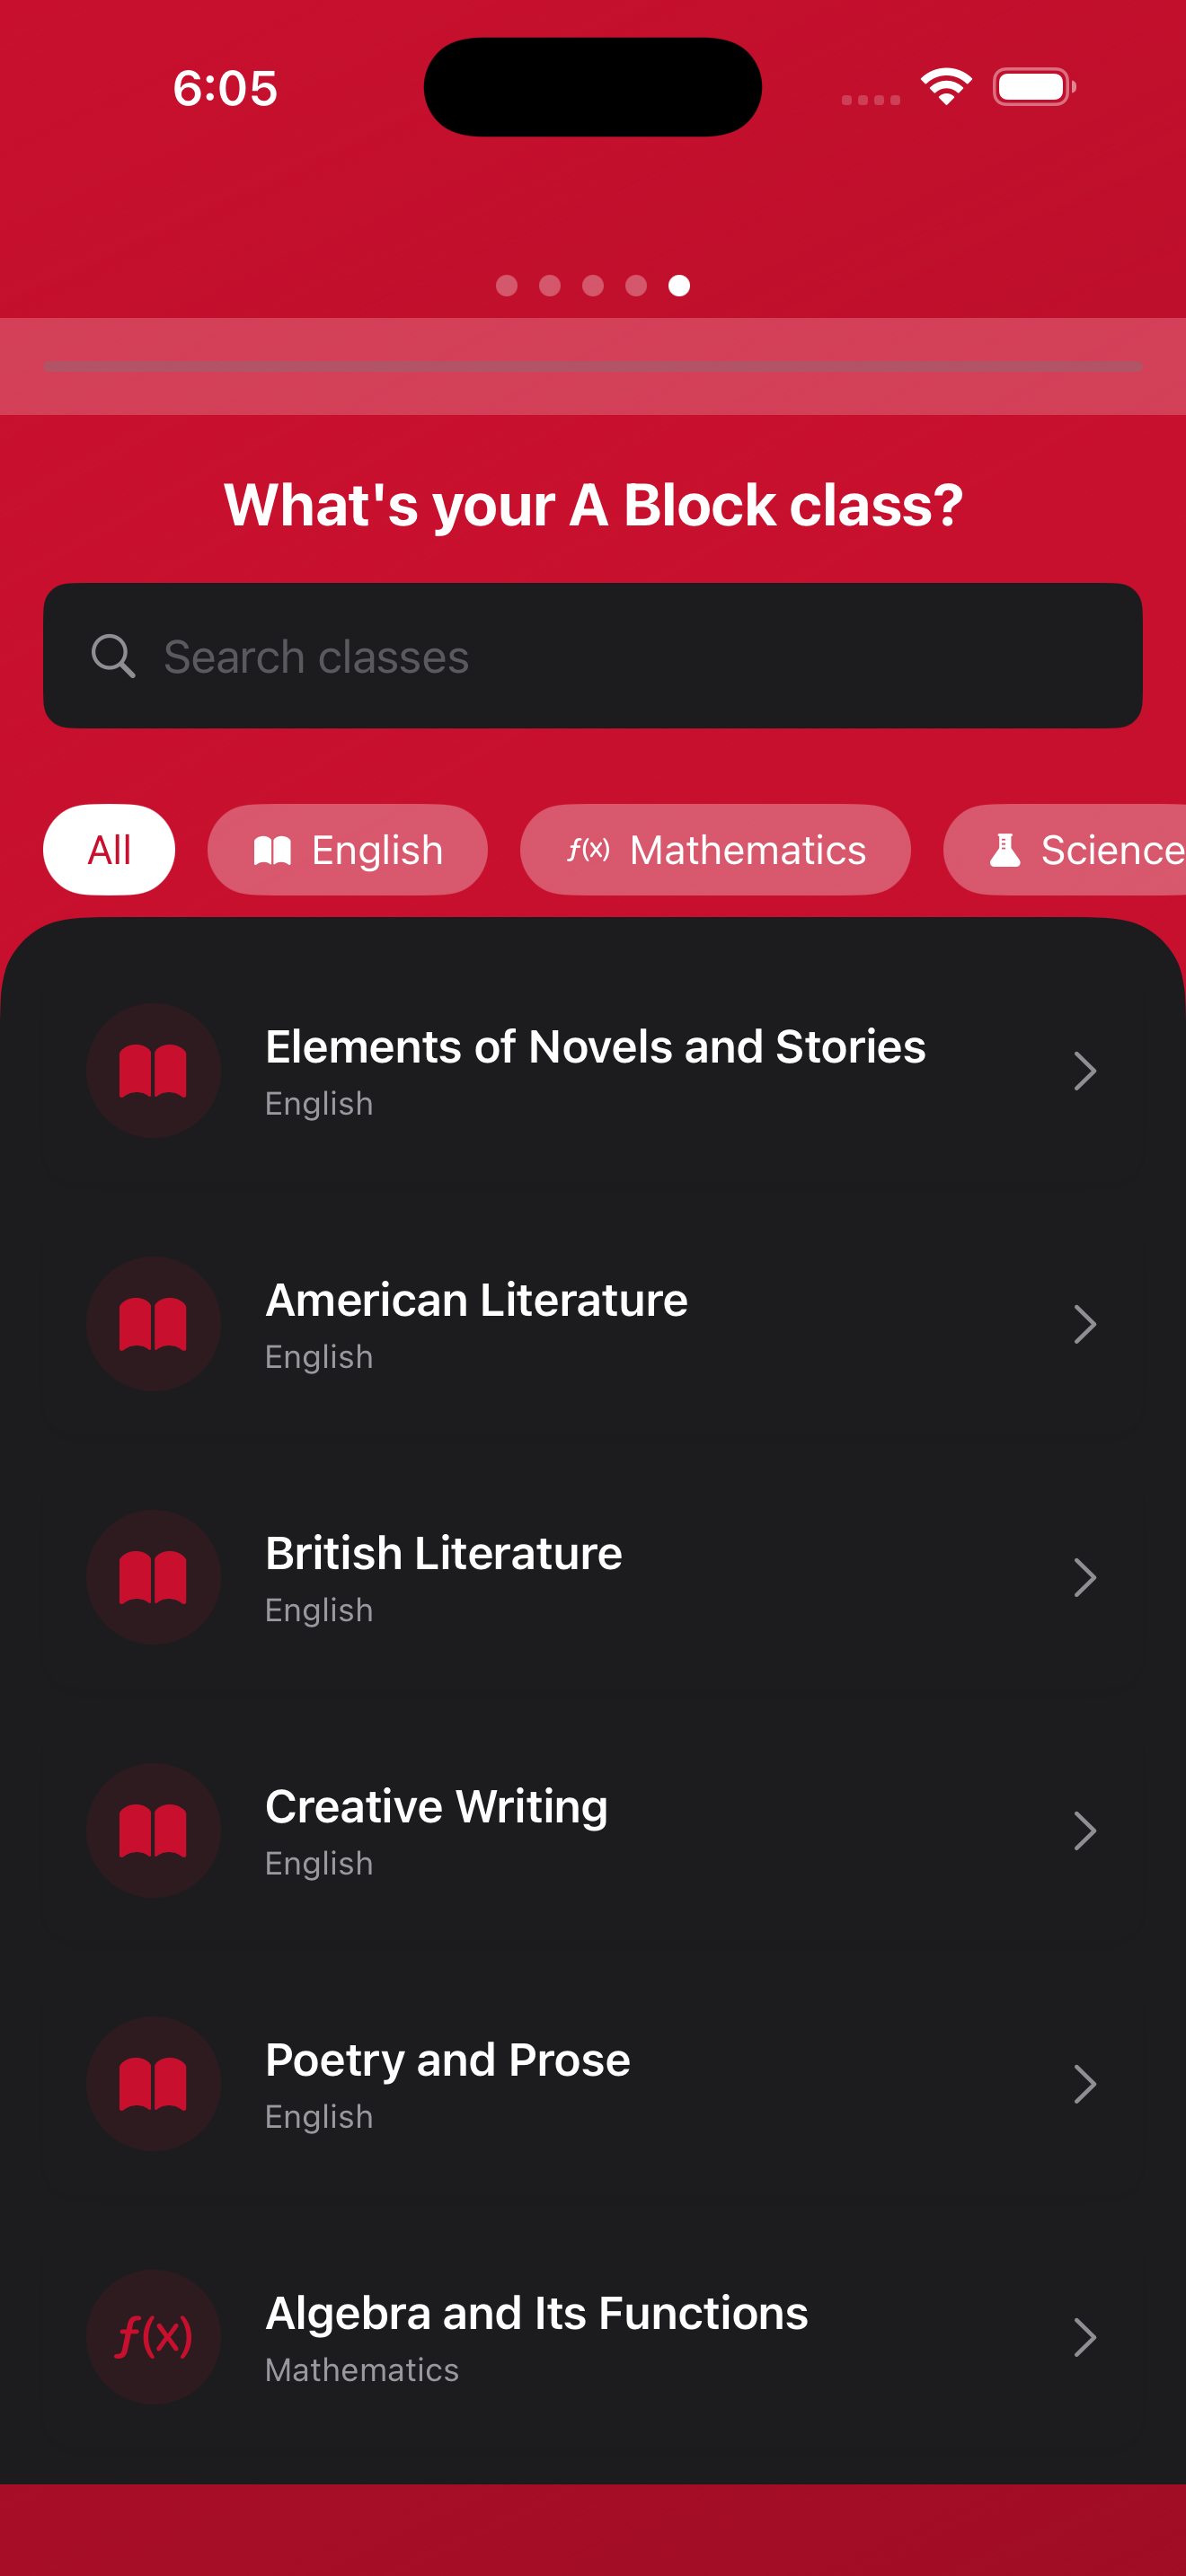 6:05
What's your A Block class?
Search classes
All
English
f(x) Mathematics
Science
Elements of Novels and Stories
English
American Literature
English
British Literature
English
Creative Writing
English
Poetry and Prose
English
f(x)
Algebra and Its Functions
Mathematics